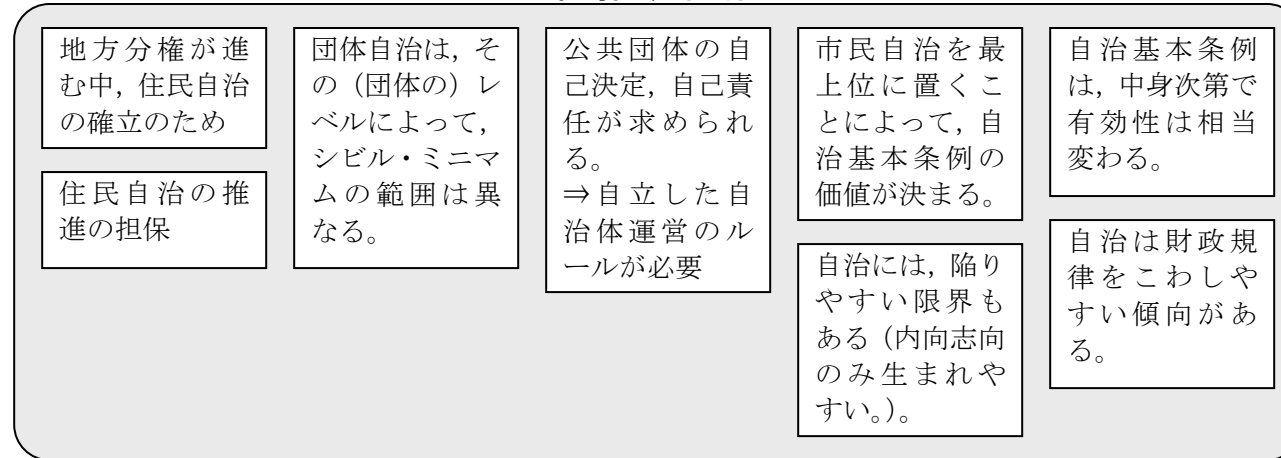 地方分権が進
む中，住民自治
の確立のため
住民自治の推
進の担保
団体自治は，そ
の（団体の）レ
ベルによって，
シビル・ミニマ
ムの範囲は異
なる。
公共団体の自
己決定，自己責
任が求められ
る。
⇒自立した自
治体運営のル
ールが必要
市民自治を最
上位に置くこ
とによって，自
治基本条例の
価値が決まる。
自治には，陥り
やすい限界も
ある（内向志向
のみ生まれや
すい。）。
自治基本条例
は，中身次第で
有効性は相当
変わる。
自治は財政規
律をこわしや
すい傾向があ
る。